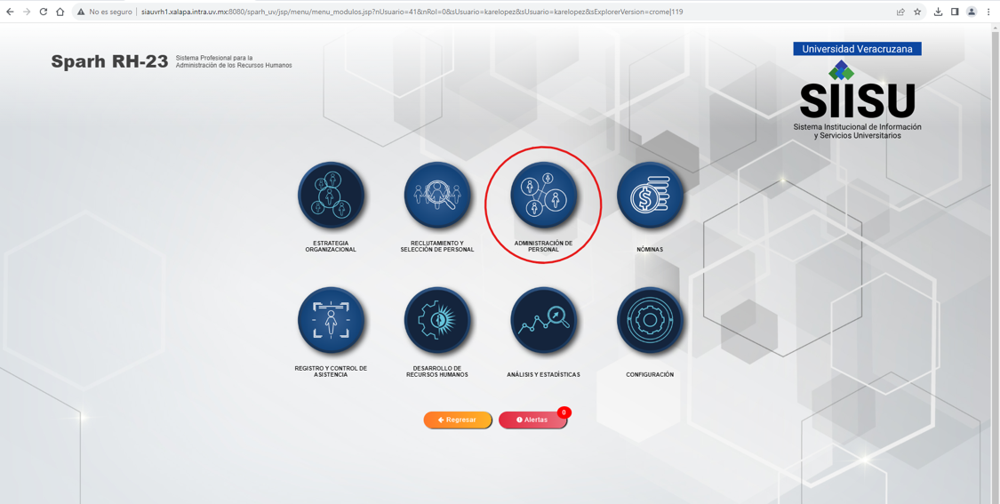 No es seguro
siauvrh1.xalapa.intra.uv.mx:8080/sparh_uv/jsp/menu/menu_modulos.jsp?nUsuario=41&nRol=0&sUsuario=karelopez&sUsuario=karelopez&sExplorerVersion=crome|119
Sparh RH-23
Sistema Profesional para la
Administración de los Recursos Humanos
Universidad Veracruzana
SIISU
Sistema Institucional de Información
y Servicios Universitarios
ESTRATEGIA
ORGANIZACIONAL
RECLUTAMIENTO Y
SELECCIÓN DE PERSONAL
ADMINISTRACIÓN DE
PERSONAL
NÓMINAS
REGISTRO Y CONTROL DE
ASISTENCIA
DESARROLLO DE
RECURSOS HUMANOS
ANÁLISIS Y ESTADÍSTICAS
CONFIGURACIÓN
Regresar
Alertas
0